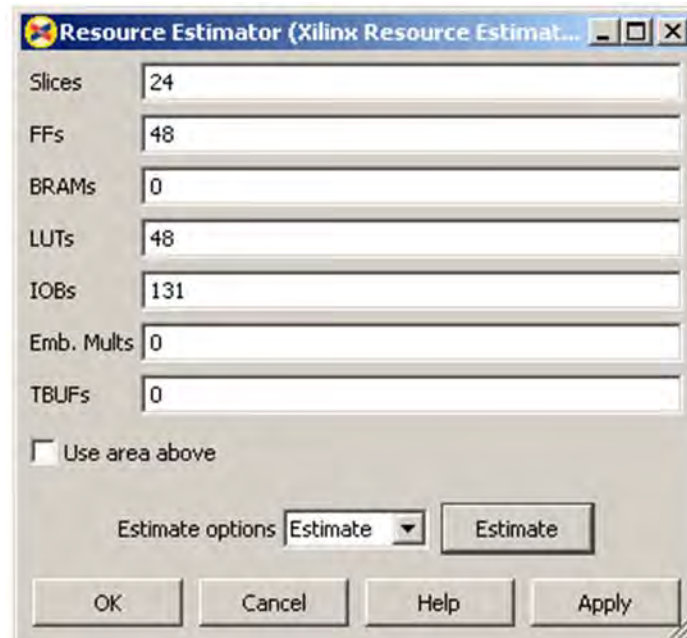 Resource Estimator (Xilinx Resource Estimat...
Slices 24
FFs 48
BRAMs 0
LUTs 48
IOBs 131
Emb. Mults 0
TBUFs 0
Use area above
Estimate options Estimate Estimate
OK Cancel Help Apply